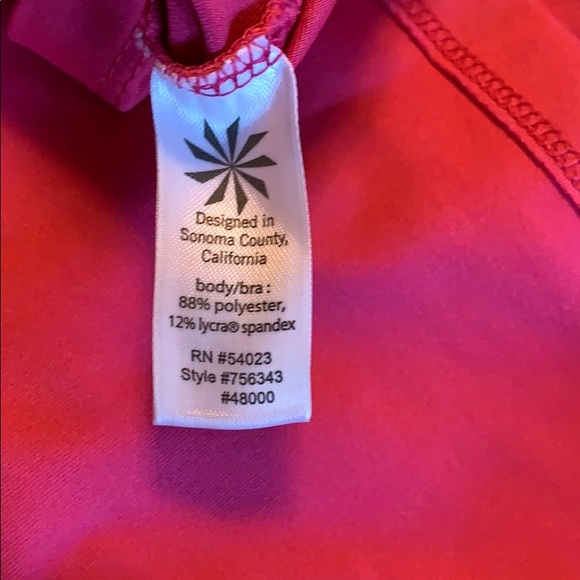 Designed in
Sonoma County,
California
body/bra:
88% polyester,
12% lycra® spandex
RN #54023
Style #756343
#48000